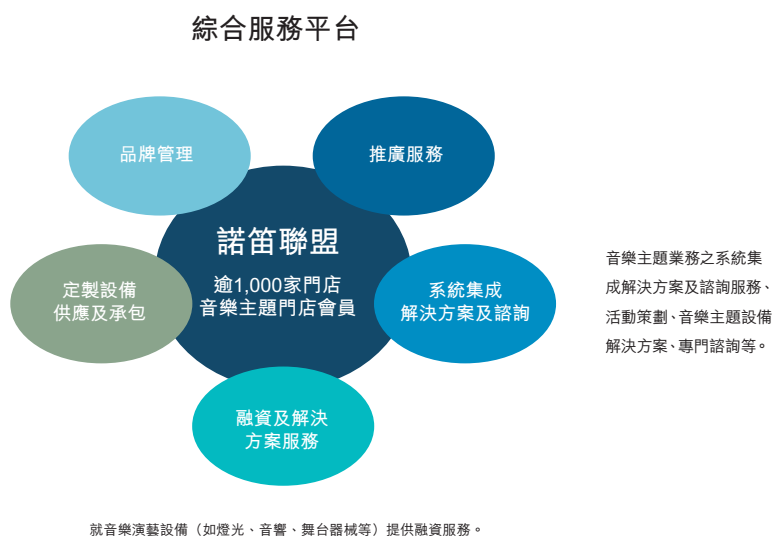 綜合服務平台
品牌管理
推廣服務
諾笛聯盟
逾1,000家門店
音樂主題門店會員
定製設備
供應及承包
系統集成
解決方案及諮詢
音樂主題業務之系統集
成解決方案及諮詢服務、
活動策劃、音樂主題設備
解決方案、專門諮詢等。
融資及解決
方案服務
就音樂演藝設備（如燈光、音響、舞台器械等）提供融資服務。